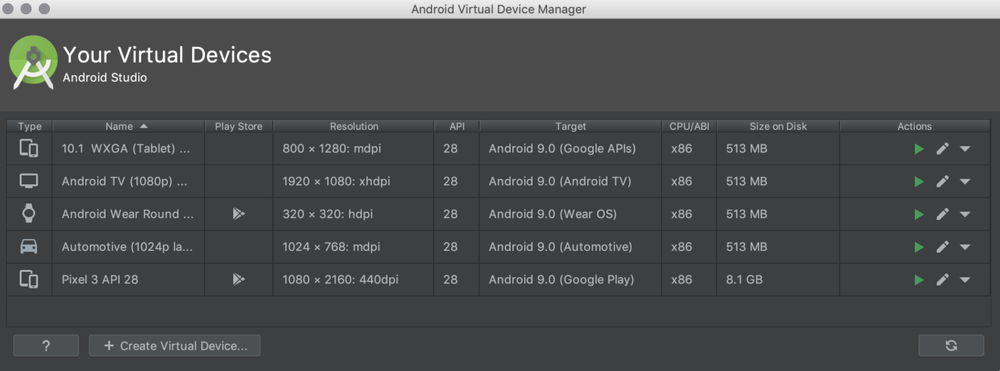 Android Virtual Device Manager
Your Virtual Devices
Android Studio
Type Name Play Store Resolution API Target CPU/ABI Size on Disk Actions
10.1 WXGA (Tablet) ... 800 × 1280: mdpi 28 Android 9.0 (Google APIs) x86 513 MB
Android TV (1080p) ... 1920 × 1080: xhdpi 28 Android 9.0 (Android TV) x86 513 MB
Android Wear Round ... 320 × 320: hdpi 28 Android 9.0 (Wear OS) x86 513 MB
Automotive (1024p la... 1024 × 768: mdpi 28 Android 9.0 (Automotive) x86 513 MB
Pixel 3 API 28 1080 × 2160: 440dpi 28 Android 9.0 (Google Play) x86 8.1 GB
? + Create Virtual Device...